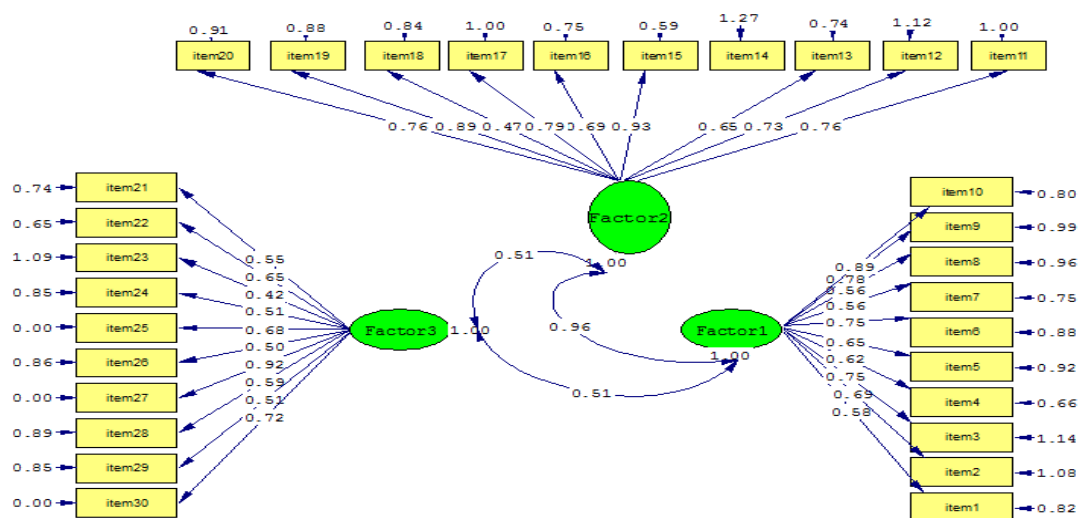 0.91 0.88 0.84 1.00 0.75 0.59 1.27 0.74 1.12 1.00
item20 item19 item18 item17 item16 item15 item14 item13 item12 item11
0.76 0.89 0.47 0.79 0.69 0.93 0.65 0.73 0.76
Factor2
1.00
0.74 item21
0.65 item22
1.09 item23
0.85 item24
0.00 item25
0.86 item26
0.00 item27
0.89 item28
0.85 item29
0.00 item30
0.55
0.65
0.42
0.51
0.68
0.50
0.92
0.59
0.51
0.72
Factor3
1.00
0.51
0.96
0.51
Factor1
1.00
0.89
0.78
0.56
0.56
0.75
0.65
0.62
0.75
0.69
0.58
item10 0.80
item9 0.99
item8 0.96
item7 0.75
item6 0.88
item5 0.92
item4 0.66
item3 1.14
item2 1.08
item1 0.82